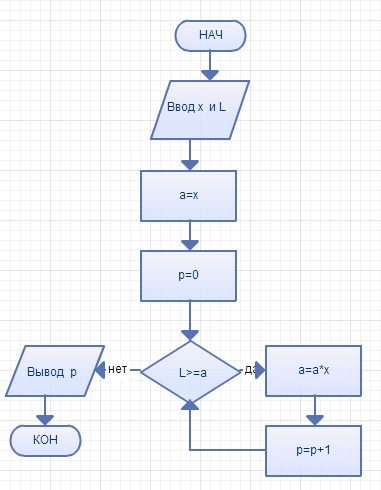 НАЧ
Ввод x и L
a=x
p=0
L>=a
нет
да
Вывод p
a=a*x
КОН
p=p+1